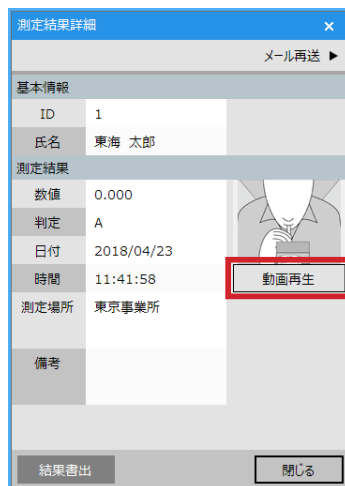 測定結果詳細 ×
メール再送 ▶
基本情報
ID 1
氏名 東海 太郎
測定結果
数値 0.000
判定 A
日付 2018/04/23
時間 11:41:58 動画再生
測定場所 東京事業所
備考
結果書出 閉じる